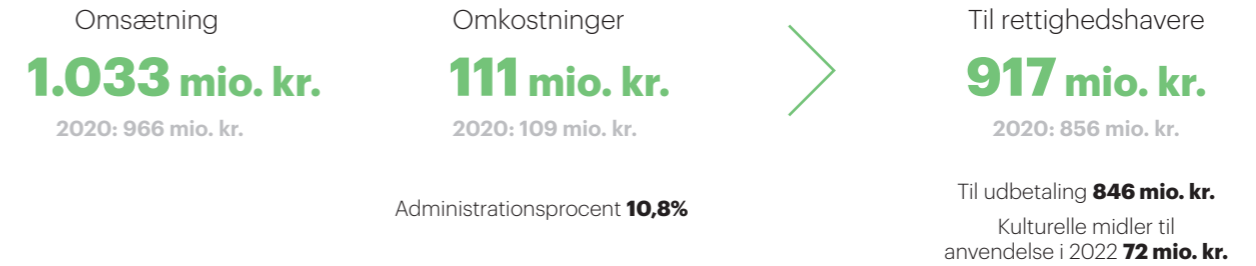 Omsætning
1.033 mio. kr.
2020: 966 mio. kr.
Omkostninger
111 mio. kr.
2020: 109 mio. kr.
Administrationsprocent 10,8%
Til rettighedshavere
917 mio. kr.
2020: 856 mio. kr.
Til udbetaling 846 mio. kr.
Kulturelle midler til
anvendelse i 2022 72 mio. kr.